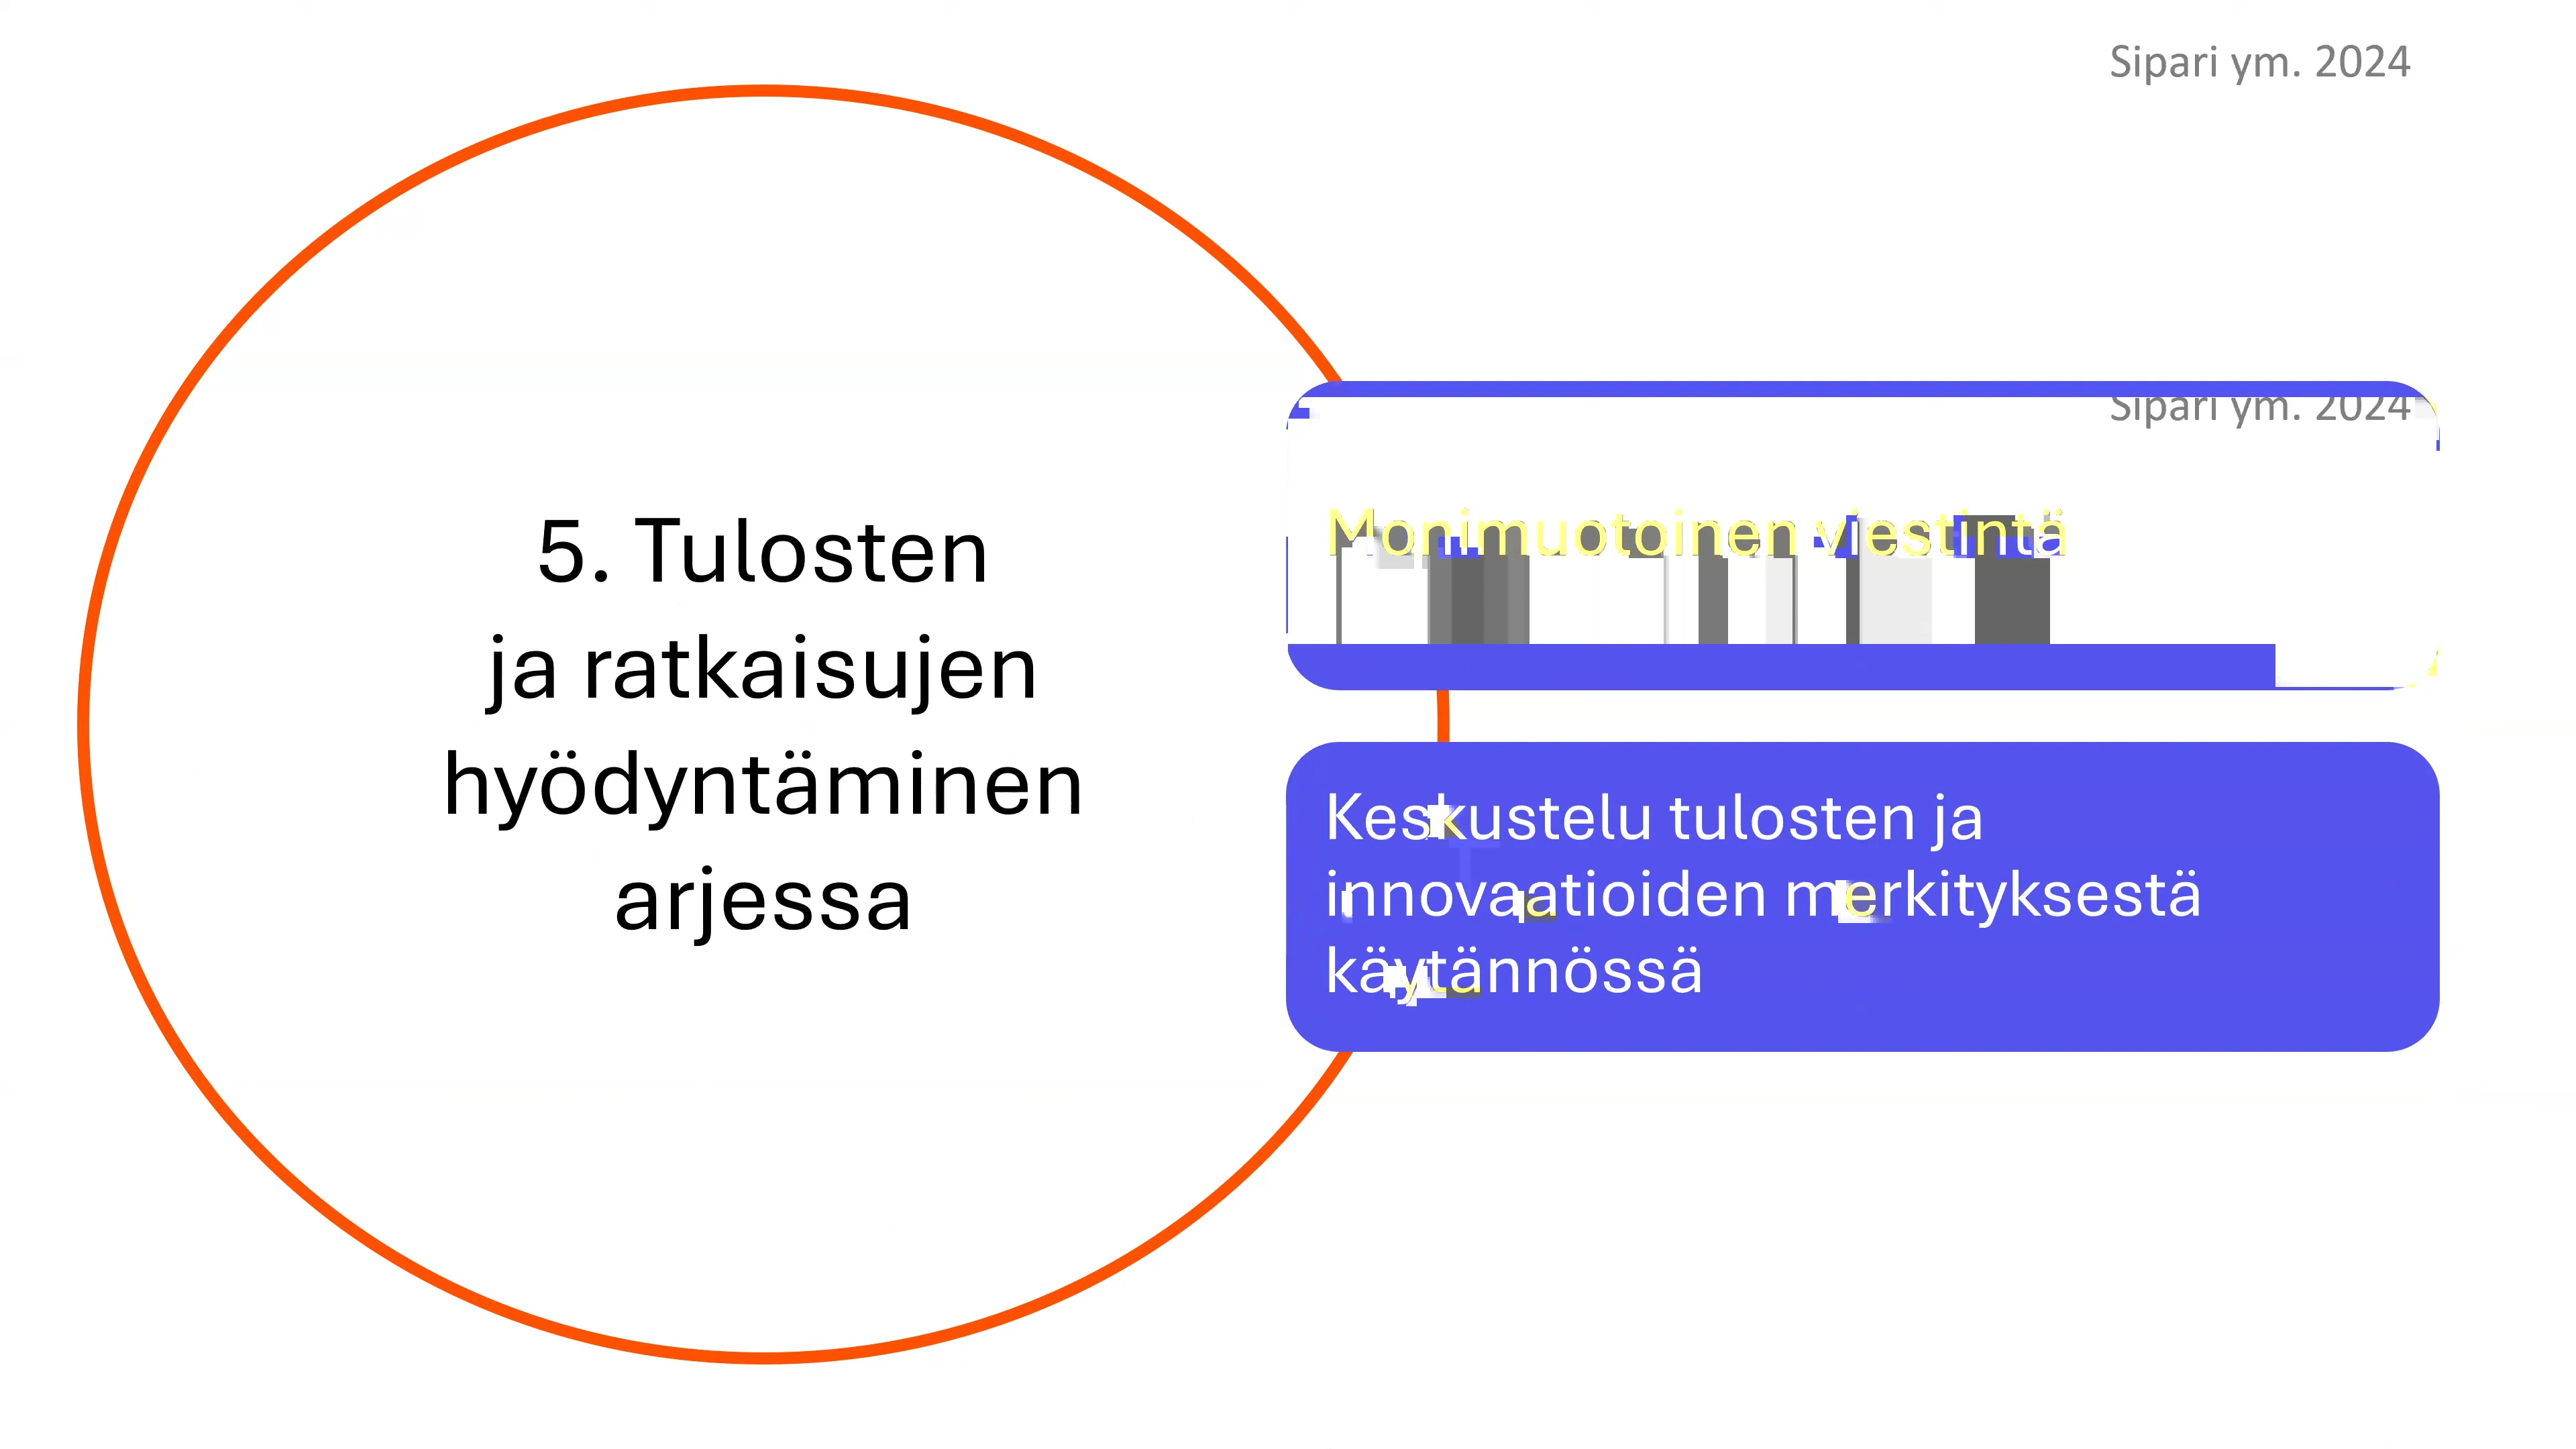 Sipari ym. 2024
5. Tulosten
ja ratkaisujen
hyödyntäminen
arjessa
Sipari ym. 2024
Monimuotoinen viestintä
Keskustelu tulosten ja
innovaatioiden merkityksestä
käytännössä